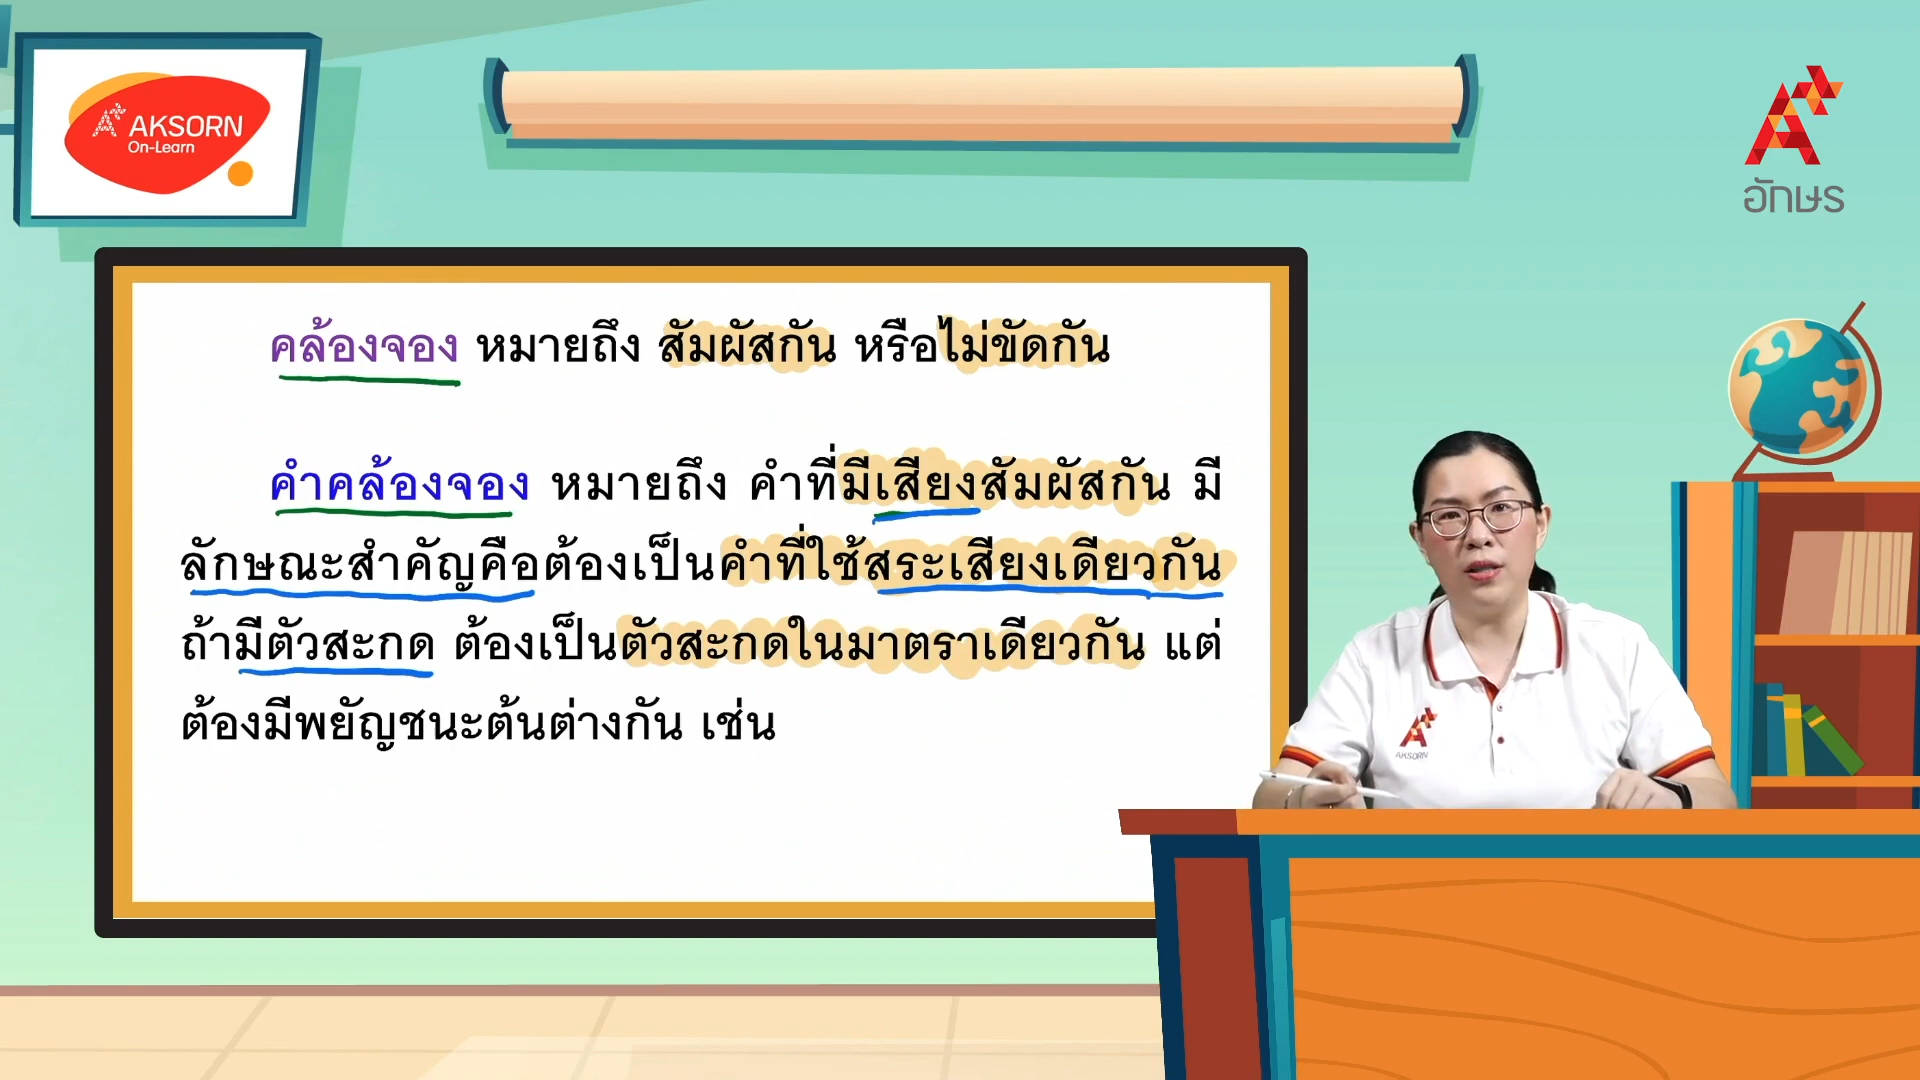 AKSORN
On-Learn
อักษร
คล้องจอง หมายถึง สัมผัสกัน หรือไม่ขัดกัน
คำคล้องจอง หมายถึง คำที่มีเสียงสัมผัสกัน มี
ลักษณะสำคัญคือต้องเป็นคำที่ใช้สระเสียงเดียวกัน
ถ้ามีตัวสะกด ต้องเป็นตัวสะกดในมาตราเดียวกัน แต่
ต้องมีพยัญชนะต้นต่างกัน เช่น
AKSORN